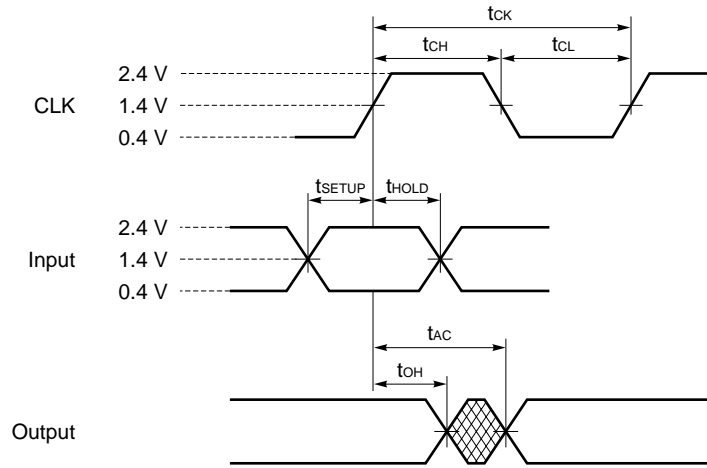 tCK
tCH tCL
2.4 V
CLK 1.4 V
0.4 V
tSETUP tHOLD
2.4 V
Input 1.4 V
0.4 V
tAC
tOH
Output